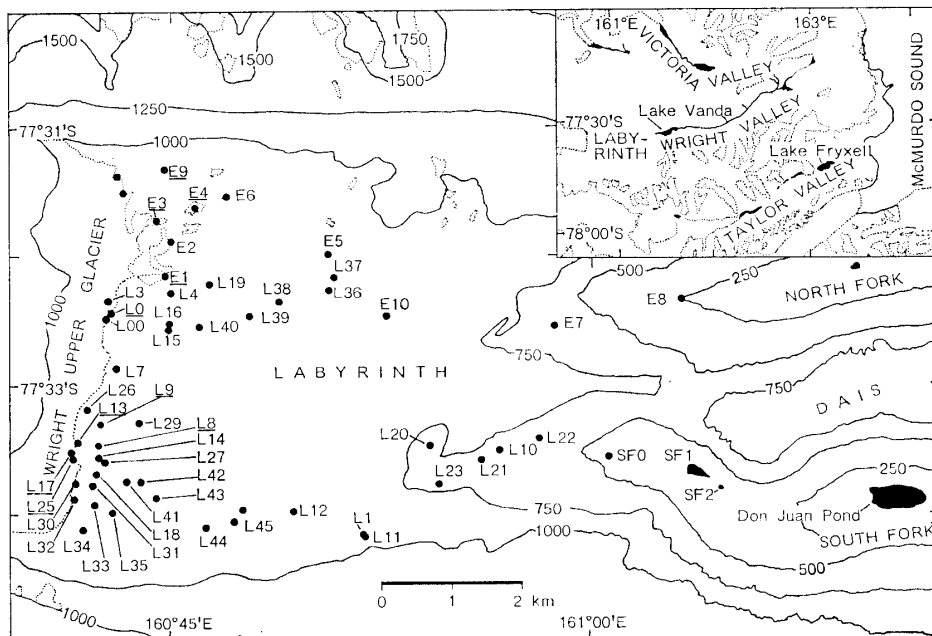 1500
1500
1750
1500
1250
1000
77°31'S
161°E
163°E
VICTORIA VALLEY
McMURDO SOUND
77°30'
Lake Vanda
LABY-
RINTH
WRIGHT VALLEY
Lake Fryxell
TAYLOR VALLEY
78°00'S
E9
E4
E6
E3
E2
E5
L37
E1
L19
L4
L38
L36
L3
L0
L00
L16
L15
L40
L39
E10
500
250
E8
NORTH FORK
E7
750
WRIGHT UPPER GLACIER
1000
L7
LABYRINTH
77°33'S
L26
L9
L13
L29
L8
L14
L27
L42
L43
L17
L25
L30
L32
L34
L33
L35
L31
L18
L41
L44
L45
L12
L1
L11
L20
L23
L21
L10
L22
750
1000
750
DAIS
SF0
SF1
SF2
250
Don Juan Pond
SOUTH FORK
500
0 1 2
km
1000
160°45'E
161°00'E